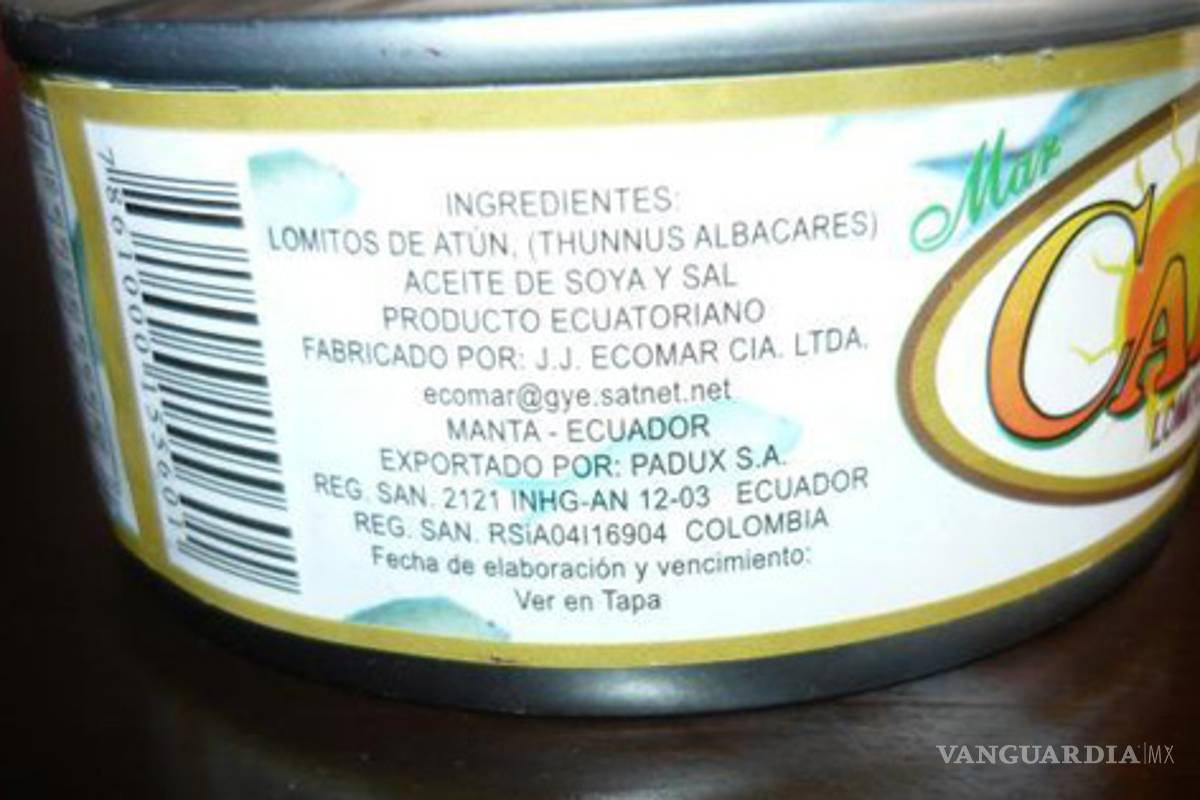 INGREDIENTES:
LOMITOS DE ATÚN, (THUNNUS ALBACARES)
ACEITE DE SOYA Y SAL
PRODUCTO ECUATORIANO
FABRICADO POR: J.J. ECOMAR CIA. LTDA.
ecomar@gye.satnet.net
MANTA - ECUADOR
EXPORTADO POR: PADUX S.A.
REG. SAN. 2121 INHG-AN 12-03 ECUADOR
REG. SAN. RSiA04I16904 COLOMBIA
Fecha de elaboración y vencimiento:
Ver en Tapa
Mar
VANGUARDIA|MX